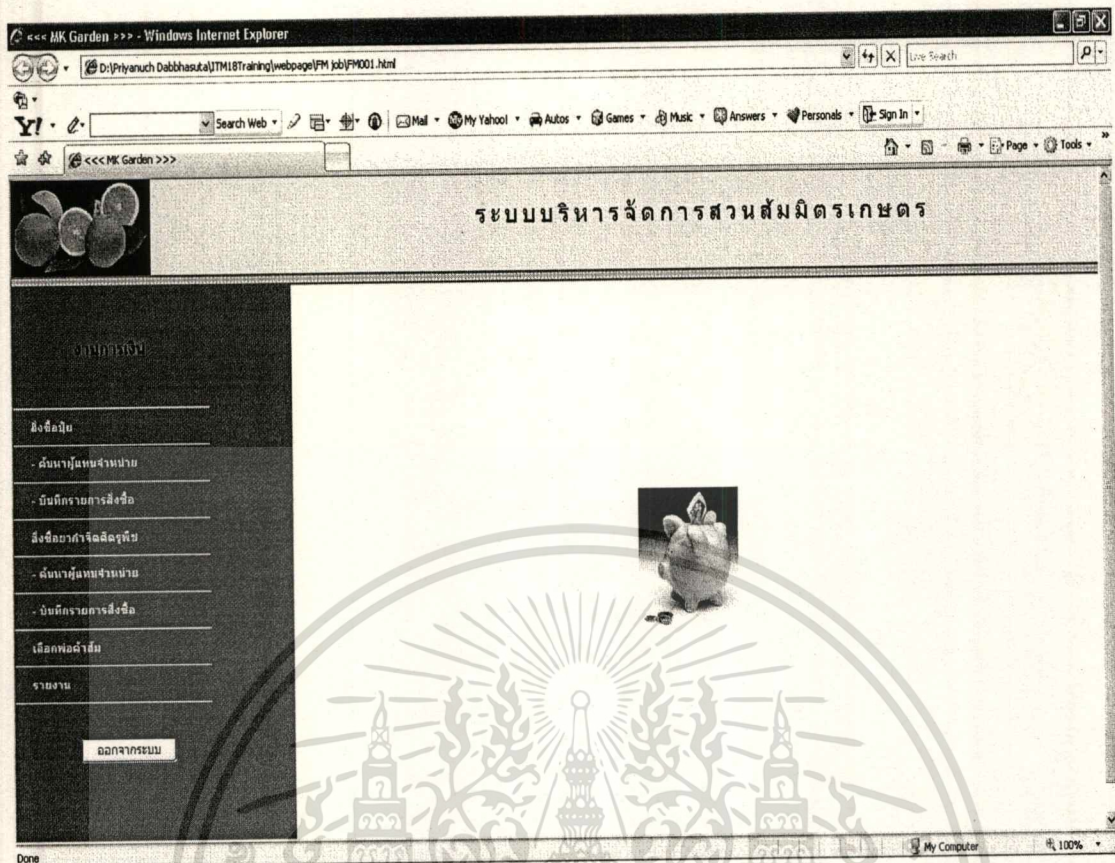 <<< MK Garden >>> - Windows Internet Explorer
D:\Priyanuch Dabbhasuta\ITM18Training\webpage\FM job\FM001.html
Live Search
Y! Search Web Mail My Yahoo! Autos Games Music Answers Personals Sign In
<<< MK Garden >>> Page Tools
ระบบบริหารจัดการสวนส้มมิตรเกษตร
งานการเงิน
สั่งซื้อปุ๋ย
- ค้นหาผู้แทนจำหน่าย
- บันทึกรายการสั่งซื้อ
สั่งซื้อยากำจัดศัตรูพืช
- ค้นหาผู้แทนจำหน่าย
- บันทึกรายการสั่งซื้อ
เลือกพ่อค้าส้ม
รายงาน
ออกจากระบบ
Done My Computer 100%